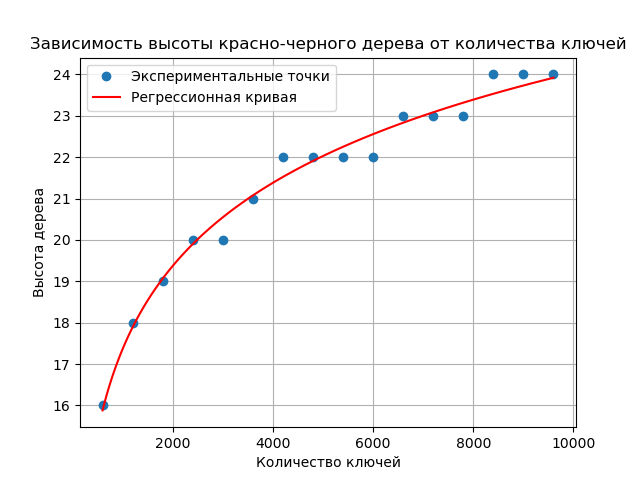 Зависимость высоты красно-черного дерева от количества ключей
Экспериментальные точки
Регрессионная кривая
24
23
22
21
20
19
18
17
16
Высота дерева
2000
4000
6000
8000
10000
Количество ключей